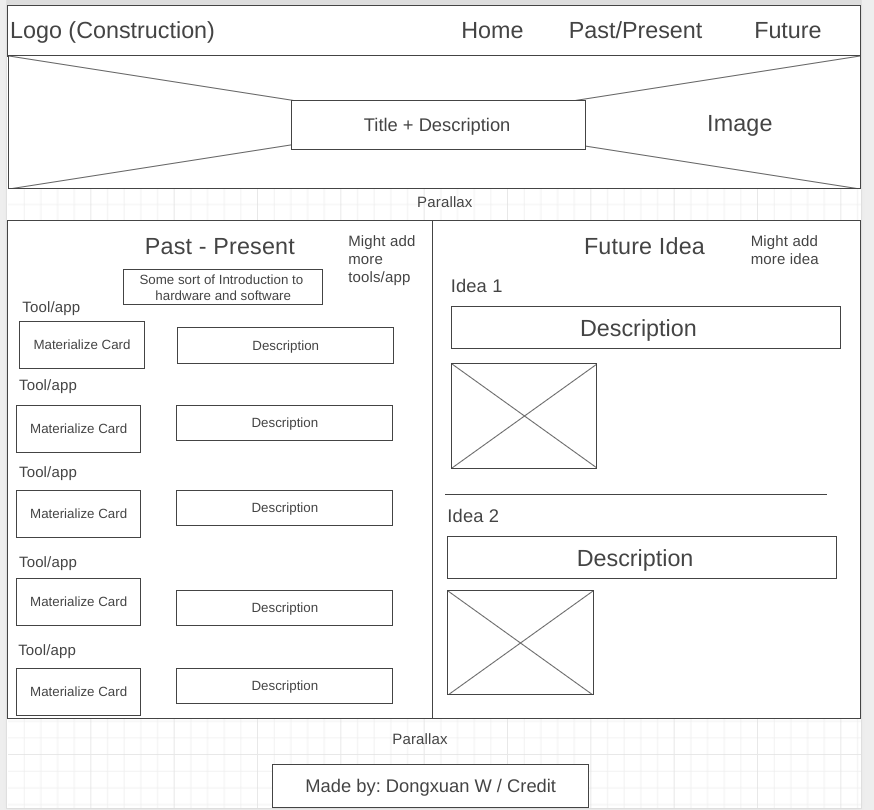 Logo (Construction)
Home
Past/Present
Future
Title + Description
Image
Parallax
Past - Present
Might add
more
tools/app
Some sort of Introduction to
hardware and software
Tool/app
Materialize Card
Description
Tool/app
Materialize Card
Description
Tool/app
Materialize Card
Description
Tool/app
Materialize Card
Description
Tool/app
Materialize Card
Description
Future Idea
Might add
more idea
Idea 1
Description
Idea 2
Description
Parallax
Made by: Dongxuan W / Credit